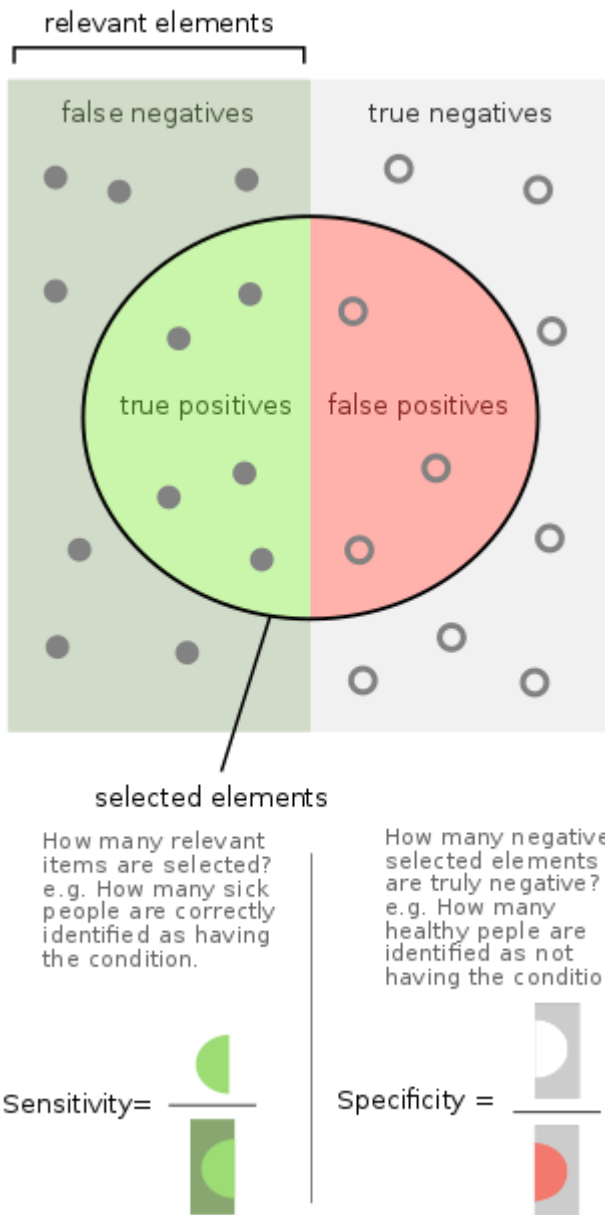 relevant elements
false negatives
true negatives
true positives
false positives
selected elements
How many relevant
items are selected?
e.g. How many sick
people are correctly
identified as having
the condition.
How many negative
selected elements
are truly negative?
e.g. How many
healthy peple are
identified as not
having the conditio
Sensitivity=
Specificity =